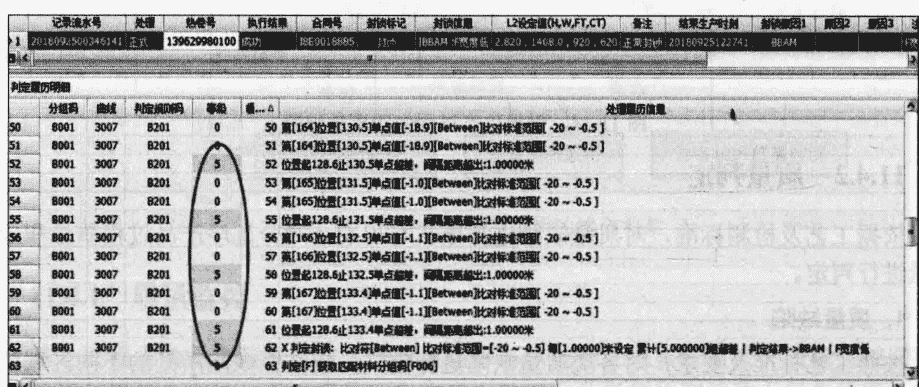 记录流水号 处理 热卷号 执行结果 合同号 封锁标记 封锁信息 L2设定值(H,W,FT,CT) 备注 结果生产时刻 封锁原因1 原因2 原因3
1 2018092500346141 正式 139629980100 成功 IBE9018885 封锁 2.820 , 1408.0 , 920 , 620 正常封锁 20180925122741 BBAM
判定履历明细
分组码 曲线 判定规则码 等级 处理履历信息
50 B001 3007 B201 0 50 第[164]位置[130.5]单点值[-18.9][Between]比对标准范围[ -20 ~ -0.5 ]
51 B001 3007 B201 0 51 第[164]位置[130.5]单点值[-18.9][Between]比对标准范围[ -20 ~ -0.5 ]
52 B001 3007 B201 5 52 位置起128.6止130.5单点超差，间隔距离超出:1.00000米
53 B001 3007 B201 0 53 第[165]位置[131.5]单点值[-1.0][Between]比对标准范围[ -20 ~ -0.5 ]
54 B001 3007 B201 0 54 第[165]位置[131.5]单点值[-1.0][Between]比对标准范围[ -20 ~ -0.5 ]
55 B001 3007 B201 5 55 位置起128.6止131.5单点超差，间隔距离超出:1.00000米
56 B001 3007 B201 0 56 第[166]位置[132.5]单点值[-1.1][Between]比对标准范围[ -20 ~ -0.5 ]
57 B001 3007 B201 0 57 第[166]位置[132.5]单点值[-1.1][Between]比对标准范围[ -20 ~ -0.5 ]
58 B001 3007 B201 5 58 位置起128.6止132.5单点超差，间隔距离超出:1.00000米
59 B001 3007 B201 0 59 第[167]位置[133.4]单点值[-1.1][Between]比对标准范围[ -20 ~ -0.5 ]
60 B001 3007 B201 0 60 第[167]位置[133.4]单点值[-1.1][Between]比对标准范围[ -20 ~ -0.5 ]
61 B001 3007 B201 5 61 位置起128.6止133.4单点超差，间隔距离超出:1.00000米
62 B001 3007 B201 5 62 X 判定封锁：比对符[Between] 比对标准范围=[-20 ~ -0.5] 每[1.00000]米设定 累计[5.000000]组超差 | 判定结果->BBAM | F宽度低
63 63 判定[F] 获取匹配材料分组码[F006]